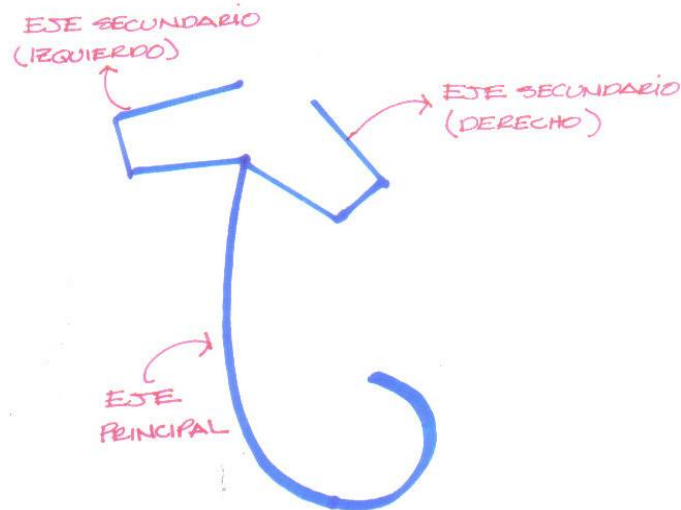 EJE SECUNDARIO
(IZQUIERDO)
EJE SECUNDARIO
(DERECHO)
EJE
PRINCIPAL